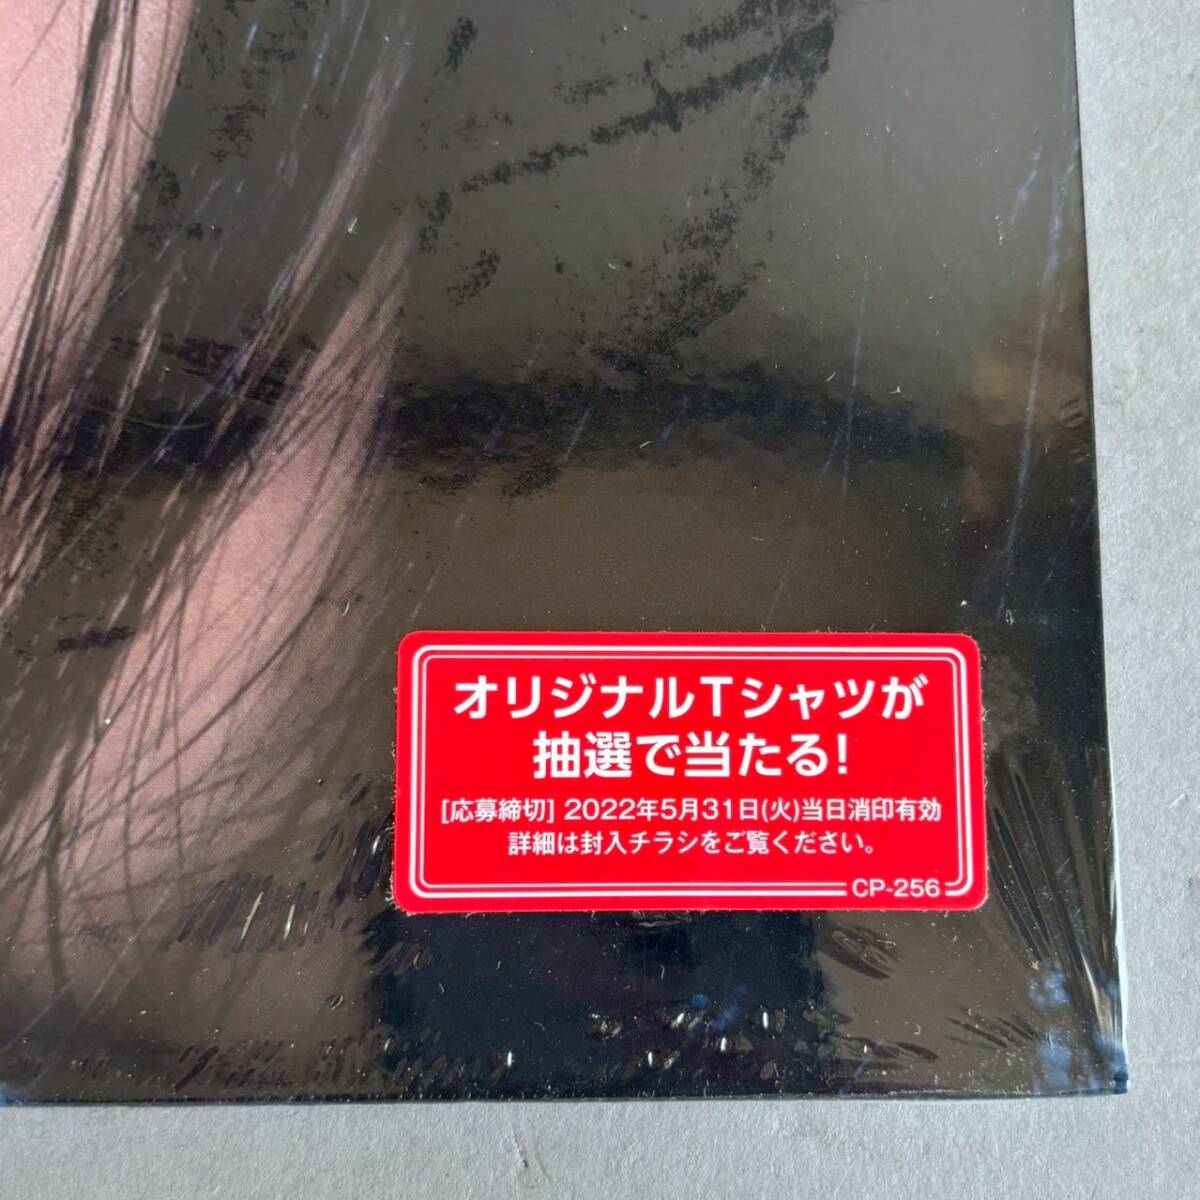 オリジナルTシャツが
抽選で当たる!
[応募締切] 2022年5月31日(火)当日消印有効
詳細は封入チラシをご覧ください。
CP-256